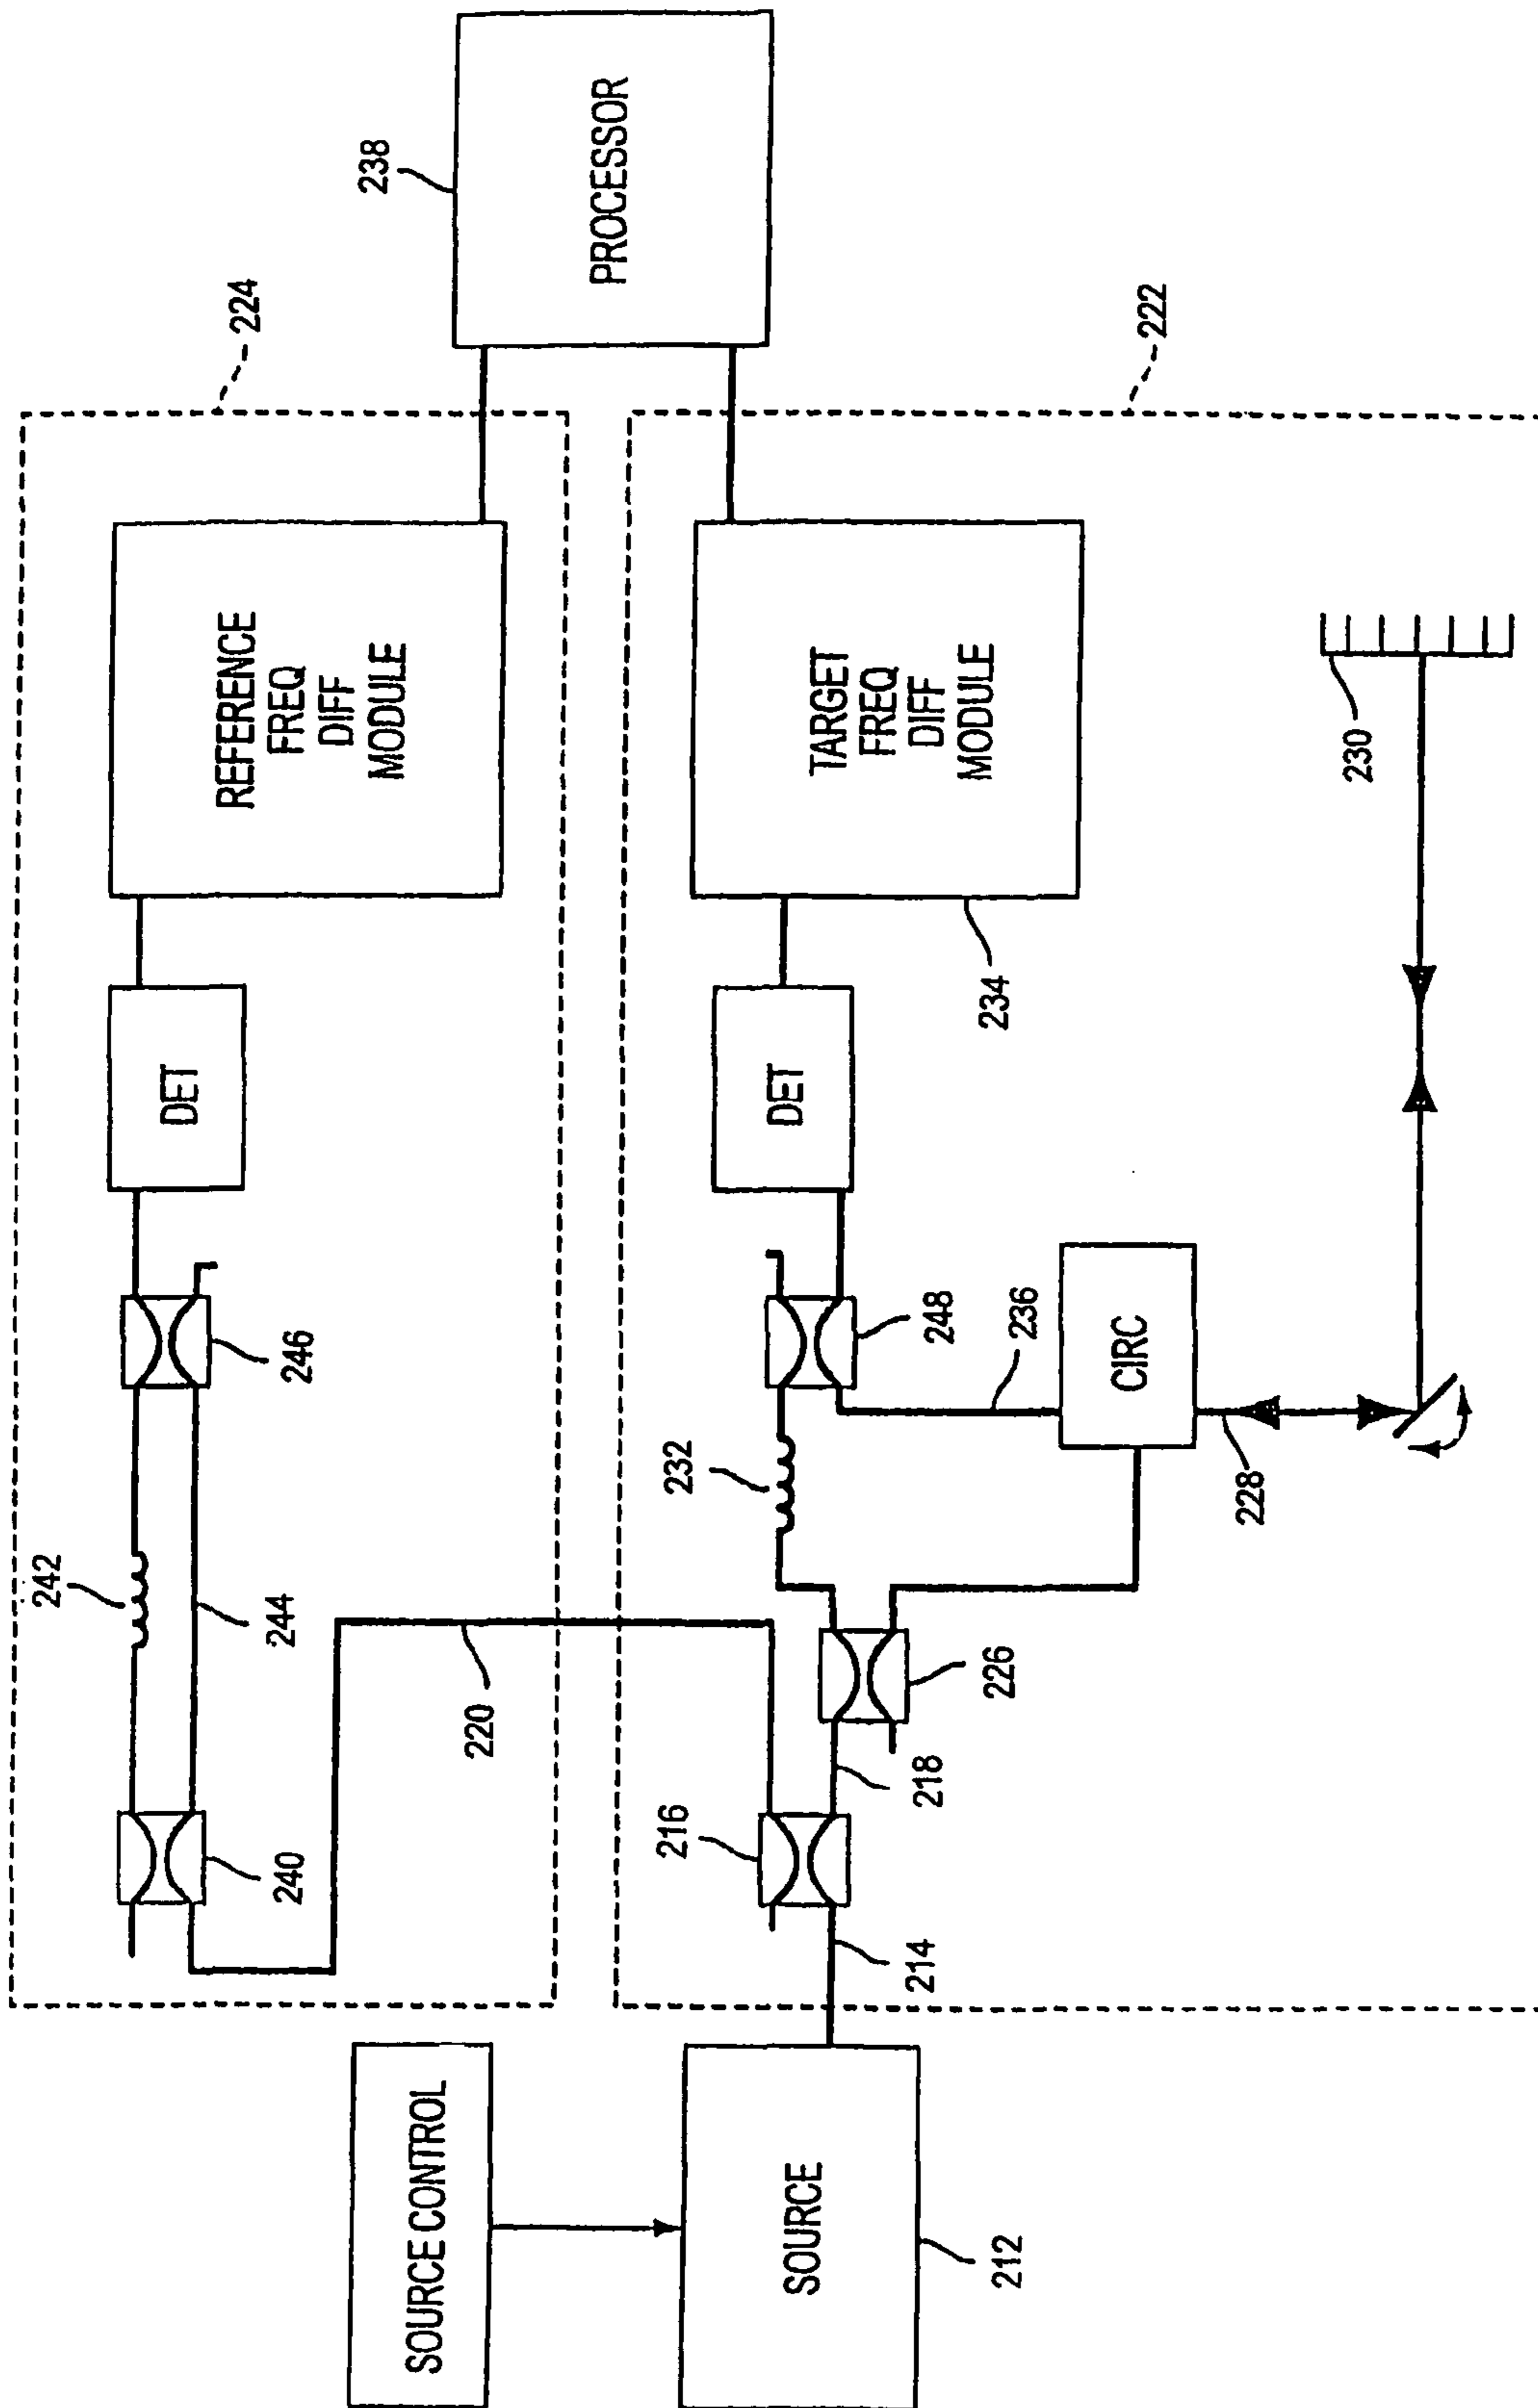 238
PROCESSOR
224
222
REFERENCE
FREQ
DIFF
MODULE
TARGET
FREQ
DIFF
MODULE
234
230
DET
DET
246
248
236
CIRC
242
244
232
228
220
226
240
216
218
214
SOURCE CONTROL
SOURCE
212